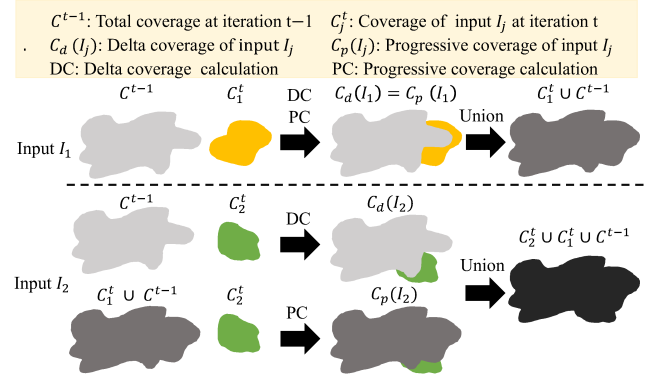 C^{t−1}: Total coverage at iteration t−1 C_j^t: Coverage of input I_j at iteration t
. C_d (I_j): Delta coverage of input I_j C_p(I_j): Progressive coverage of input I_j
DC: Delta coverage calculation PC: Progressive coverage calculation
C^{t−1} C_1^t DC C_d(I_1) = C_p (I_1) C_1^t ∪ C^{t−1}
PC Union
Input I_1
C^{t−1} C_2^t C_d(I_2)
DC
C_2^t ∪ C_1^t ∪ C^{t−1}
Union
Input I_2
C_1^t ∪ C^{t−1} C_2^t C_p(I_2)
PC